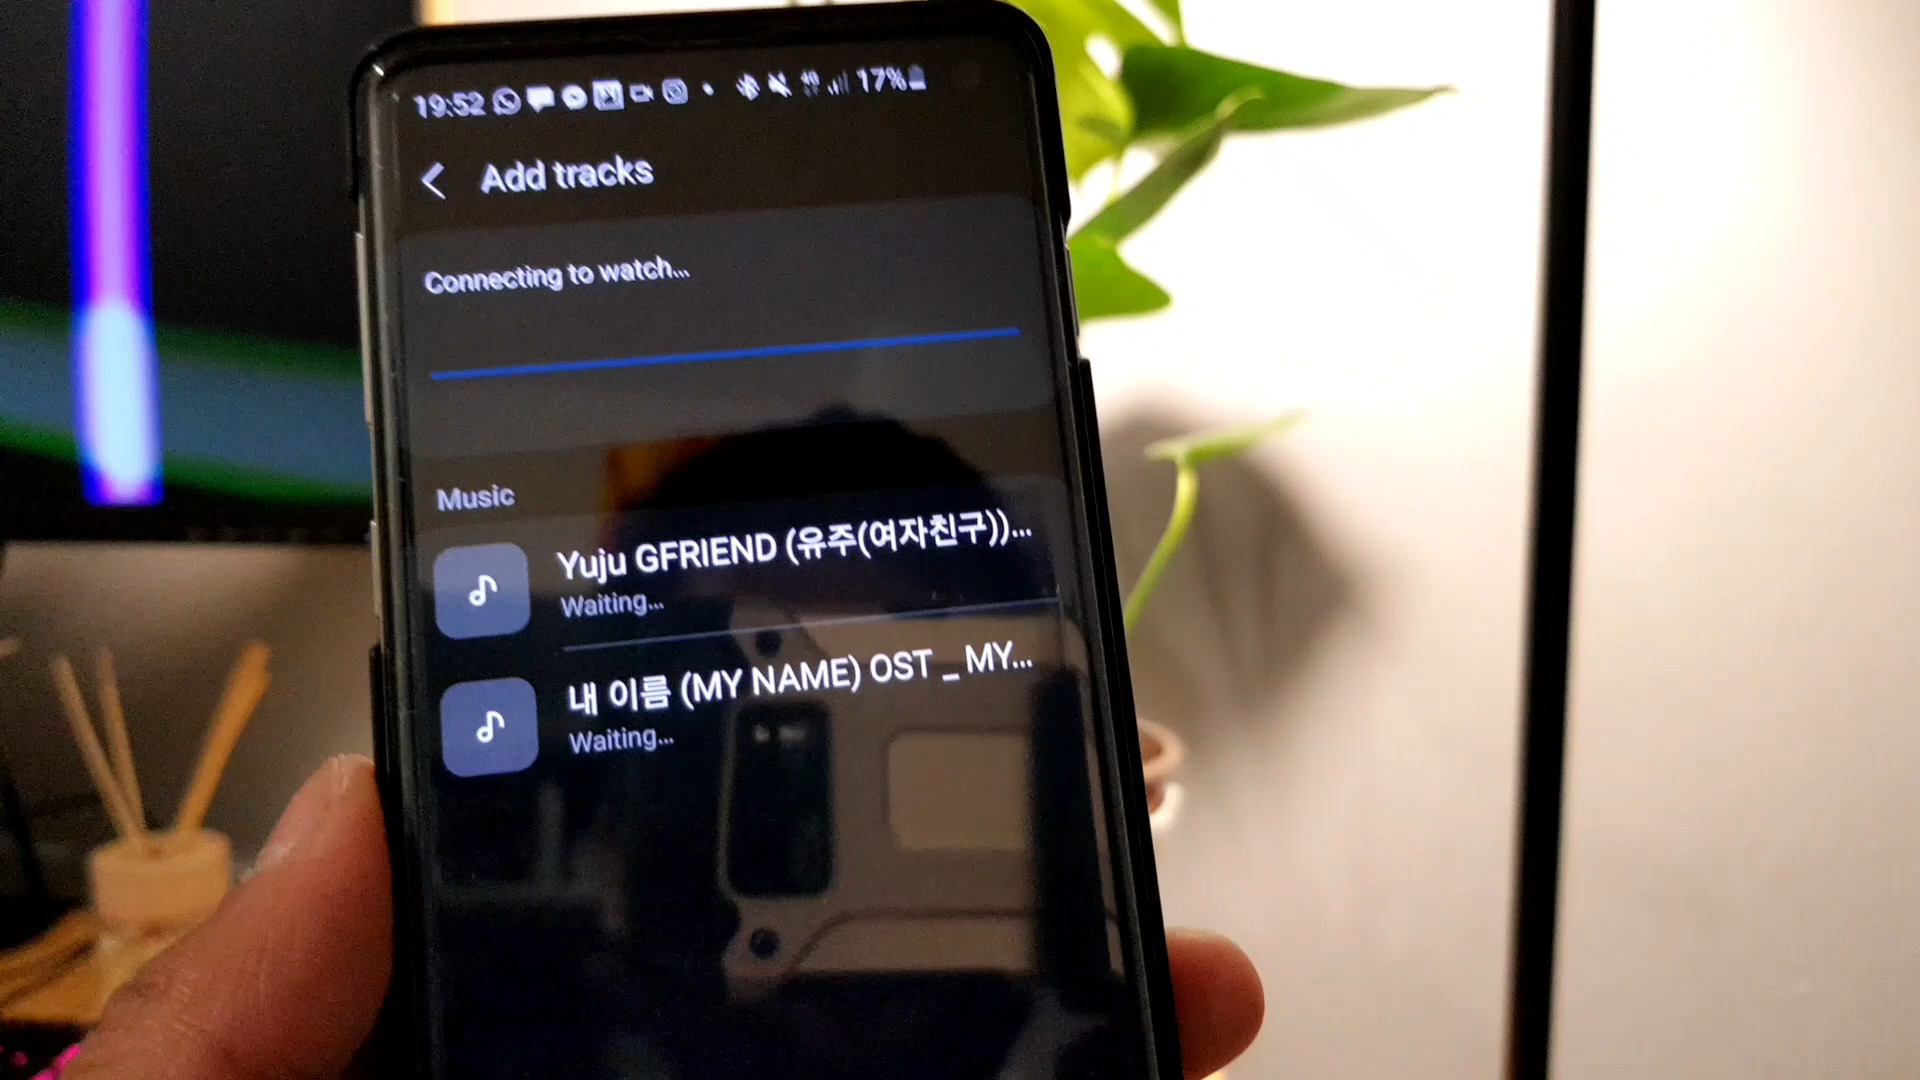 19:52 17%
Add tracks
Connecting to watch...
Music
Yuju GFRIEND (유주(여자친구))...
Waiting...
내 이름 (MY NAME) OST _ MY...
Waiting...